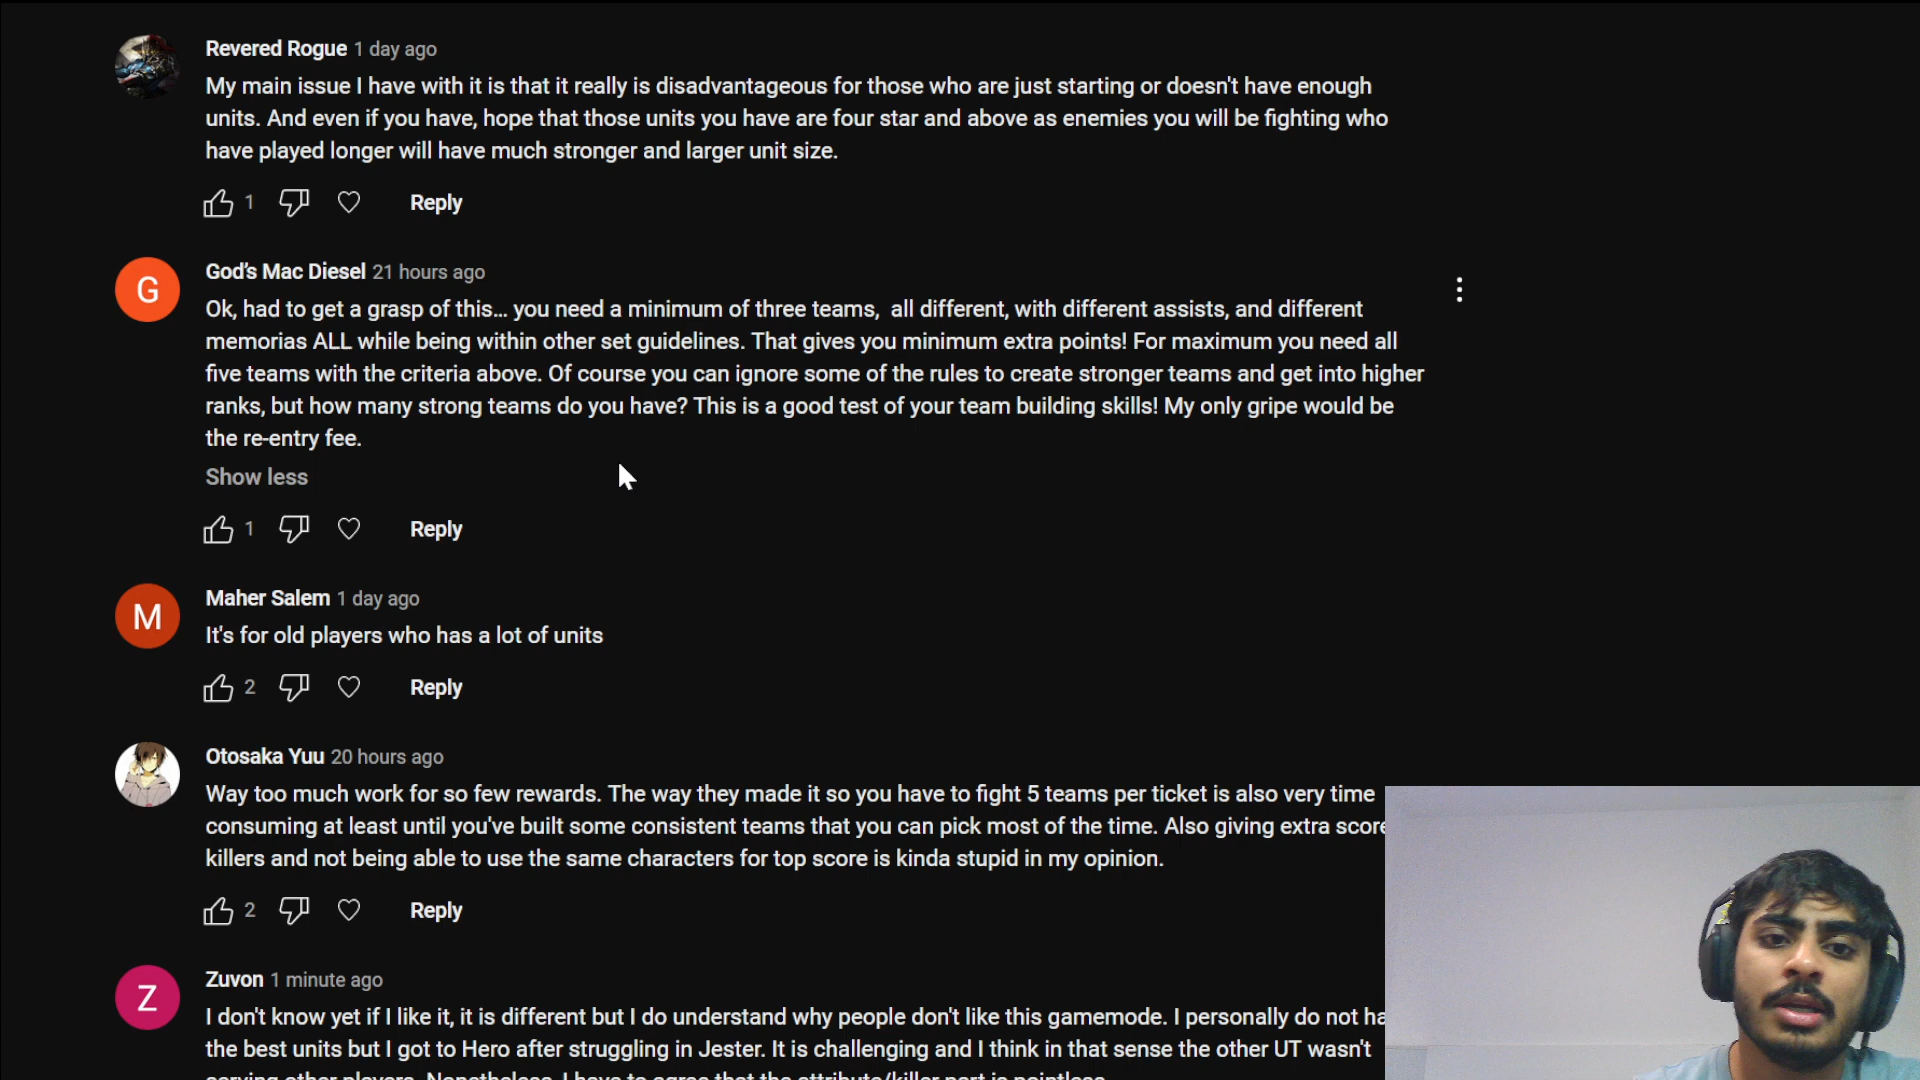 Revered Rogue 1 day ago
My main issue I have with it is that it really is disadvantageous for those who are just starting or doesn't have enough
units. And even if you have, hope that those units you have are four star and above as enemies you will be fighting who
have played longer will have much stronger and larger unit size.
1 Reply
G
God's Mac Diesel 21 hours ago
Ok, had to get a grasp of this... you need a minimum of three teams, all different, with different assists, and different
memorias ALL while being within other set guidelines. That gives you minimum extra points! For maximum you need all
five teams with the criteria above. Of course you can ignore some of the rules to create stronger teams and get into higher
ranks, but how many strong teams do you have? This is a good test of your team building skills! My only gripe would be
the re-entry fee.
Show less
1 Reply
M
Maher Salem 1 day ago
It's for old players who has a lot of units
2 Reply
Otosaka Yuu 20 hours ago
Way too much work for so few rewards. The way they made it so you have to fight 5 teams per ticket is also very time
consuming at least until you've built some consistent teams that you can pick most of the time. Also giving extra score
killers and not being able to use the same characters for top score is kinda stupid in my opinion.
2 Reply
Z
Zuvon 1 minute ago
I don't know yet if I like it, it is different but I do understand why people don't like this gamemode. I personally do not ha
the best units but I got to Hero after struggling in Jester. It is challenging and I think in that sense the other UT wasn't
serving other players. Nonetheless, I have to agree that the attribute/killer part is pointless